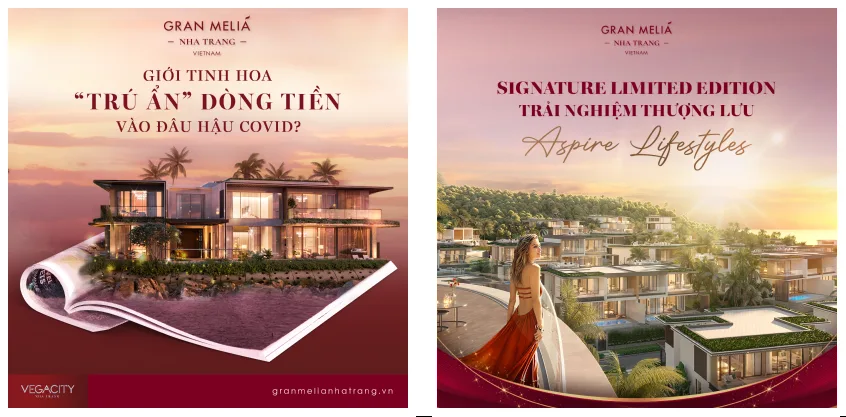 GRAN MELIÁ
NHA TRANG
VIETNAM
GIỚI TINH HOA
“TRÚ ẨN” DÒNG TIỀN
VÀO ĐÂU HẬU COVID?
VEGACITY
NHA TRANG
granmelianhatrang.vn
GRAN MELIÁ
NHA TRANG
VIETNAM
SIGNATURE LIMITED EDITION
TRẢI NGHIỆM THƯỢNG LƯU
Aspire Lifestyles